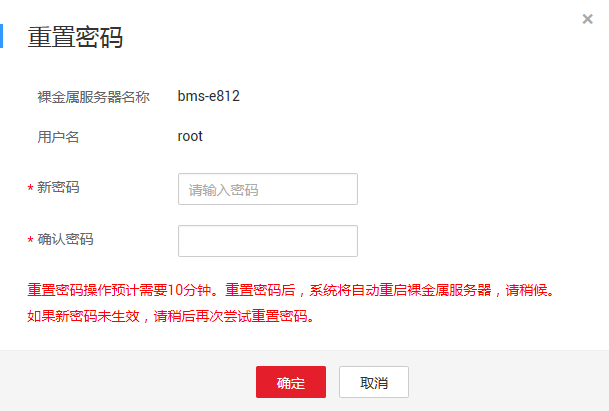 重置密码
裸金属服务器名称 bms-e812
用户名 root
* 新密码 请输入密码
* 确认密码
重置密码操作预计需要10分钟。重置密码后，系统将自动重启裸金属服务器，请稍候。
如果新密码未生效，请稍后再次尝试重置密码。
确定 取消